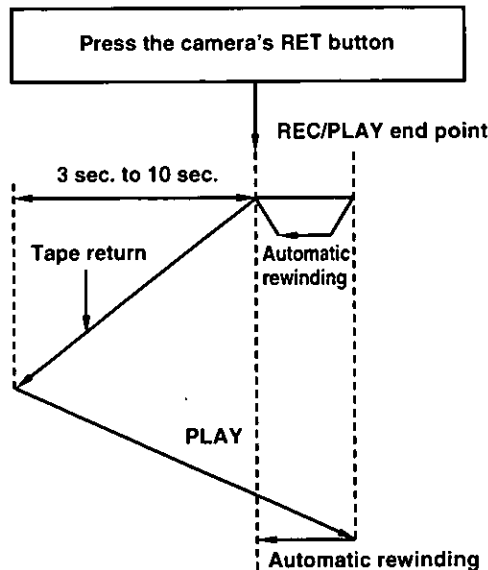 Press the camera's RET button
REC/PLAY end point
3 sec. to 10 sec.
Tape return
Automatic
rewinding
PLAY
Automatic rewinding